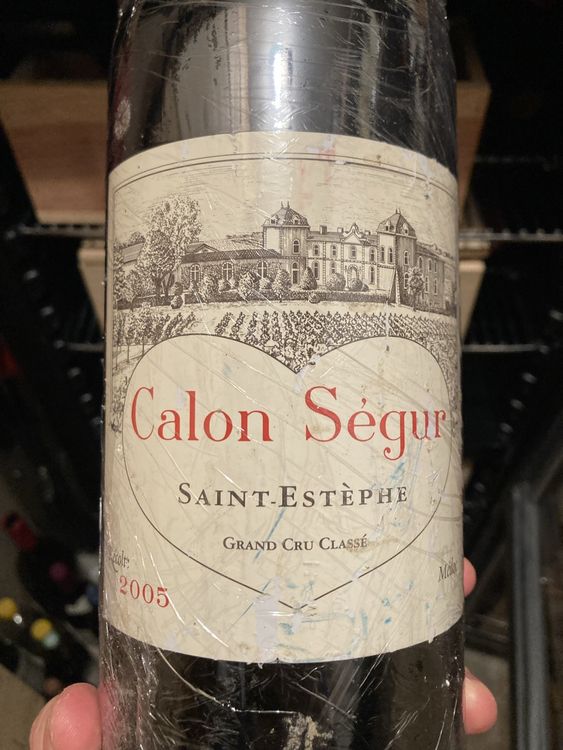 Calon Ségur
SAINT-ESTÈPHE
GRAND CRU CLASSÉ
2005